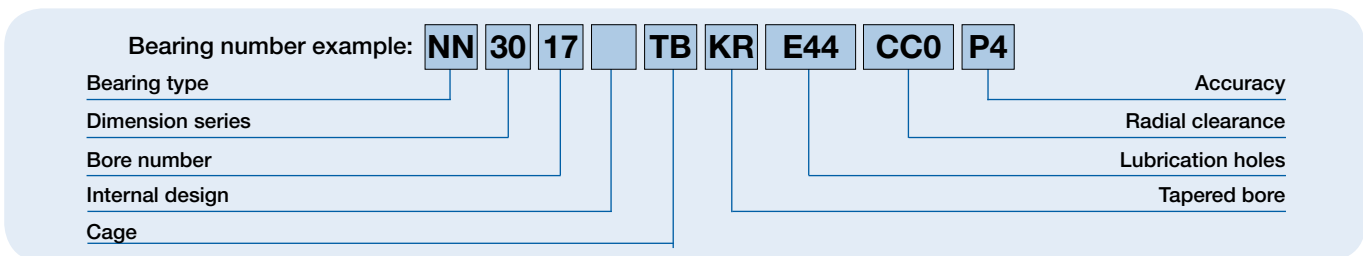 Bearing number example: NN 30 17 TB KR E44 CC0 P4
Bearing type Accuracy
Dimension series Radial clearance
Bore number Lubrication holes
Internal design Tapered bore
Cage